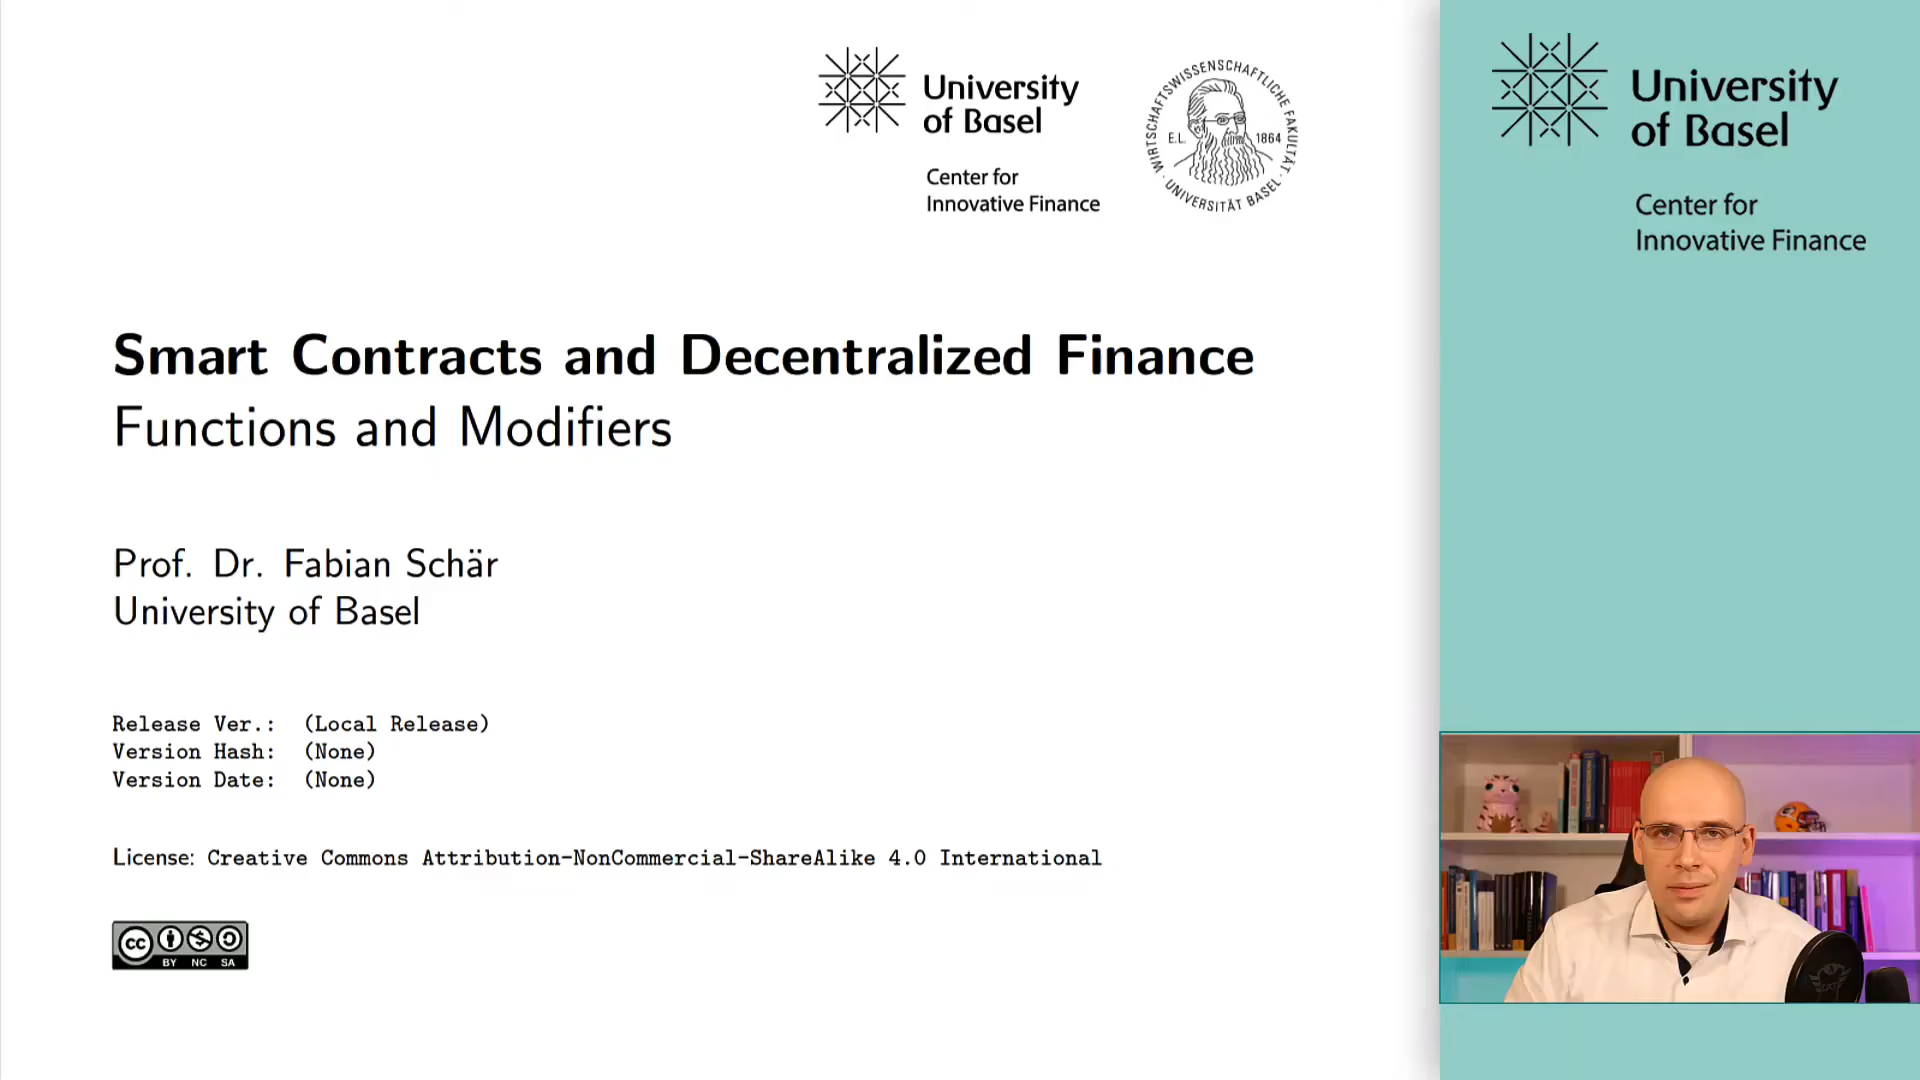 University
of Basel
Center for
Innovative Finance
WIRTSCHAFTSWISSENSCHAFTLICHE FAKULTÄT · UNIVERSITÄT BASEL ·
E.L. 1864
University
of Basel
Center for
Innovative Finance
Smart Contracts and Decentralized Finance
Functions and Modifiers
Prof. Dr. Fabian Schär
University of Basel
Release Ver.: (Local Release)
Version Hash: (None)
Version Date: (None)
License: Creative Commons Attribution-NonCommercial-ShareAlike 4.0 International
cc BY NC SA